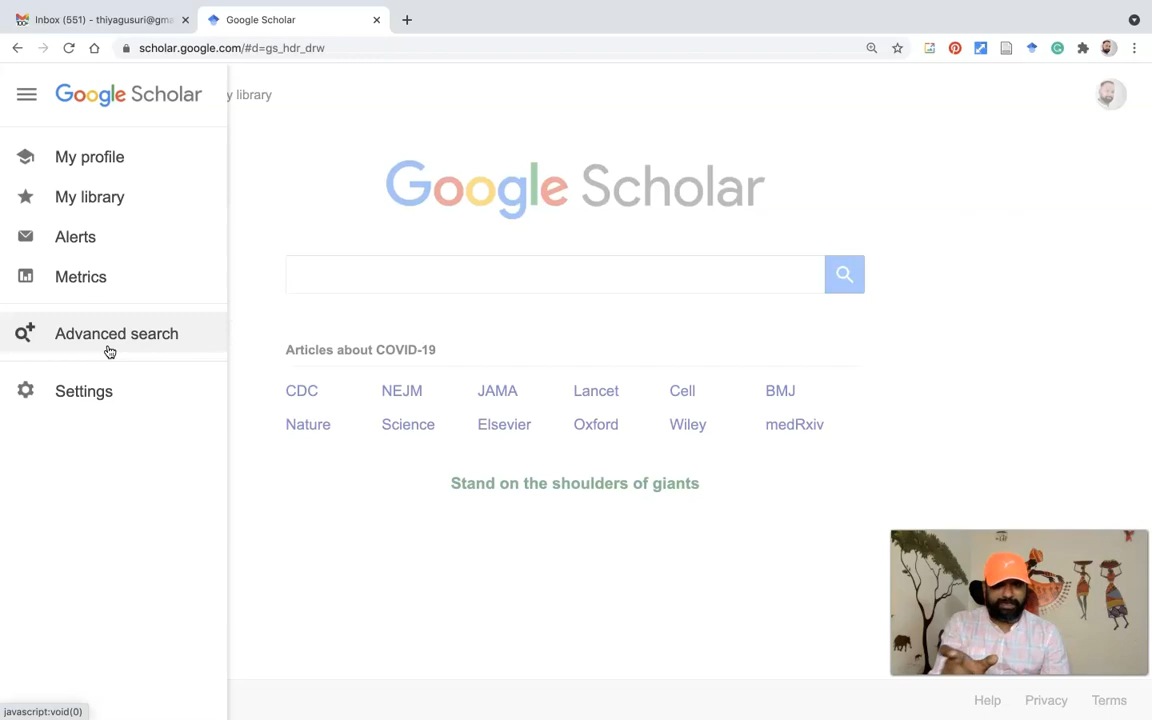 Inbox (551) - thiyagusuri@gma
Google Scholar
scholar.google.com/#d=gs_hdr_drw
Google Scholar
y library
My profile
My library
Alerts
Metrics
Advanced search
Settings
Google Scholar
Articles about COVID-19
CDC NEJM JAMA Lancet Cell BMJ
Nature Science Elsevier Oxford Wiley medRxiv
Stand on the shoulders of giants
Help Privacy Terms
javascript:void(0)